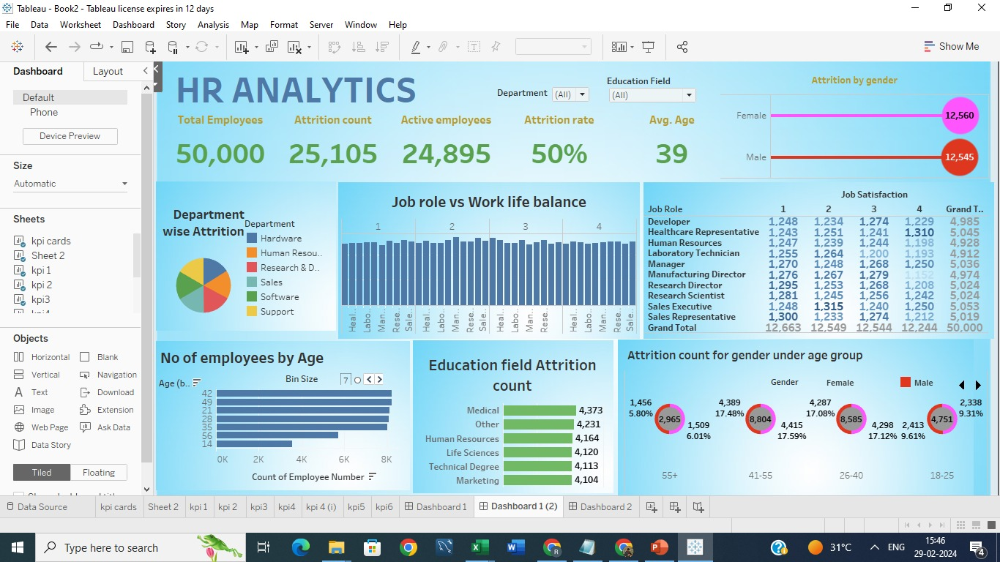 Tableau - Book2 - Tableau license expires in 12 days
File Data Worksheet Dashboard Story Analysis Map Format Server Window Help
Show Me
Dashboard Layout
Default
Phone
Device Preview
Size
Automatic
Sheets
kpi cards
Sheet 2
kpi 1
kpi 2
kpi3
Objects
Horizontal Blank
Vertical Navigation
Text Download
Image Extension
Web Page Ask Data
Data Story
Tiled Floating
HR ANALYTICS
Department (All)
Education Field
(All)
Total Employees Attrition count Active employees Attrition rate Avg. Age
50,000 25,105 24,895 50% 39
Attrition by gender
Female 12,560
Male 12,545
Department
wise Attrition
Department
Hardware
Human Resou..
Research & D..
Sales
Software
Support
Job role vs Work life balance
1 2 3 4
Heal.. Labo.. Man.. Rese.. Sale.. Heal.. Labo.. Man.. Rese.. Sale.. Heal.. Labo.. Man.. Rese.. Heal.. Labo.. Man.. Rese.. Sale..
Job Satisfaction
Job Role 1 2 3 4 Grand T..
Developer 1,248 1,234 1,274 1,229 4,985
Healthcare Representative 1,243 1,251 1,241 1,310 5,045
Human Resources 1,247 1,239 1,244 1,198 4,928
Laboratory Technician 1,255 1,264 1,200 1,193 4,912
Manager 1,270 1,248 1,268 1,250 5,036
Manufacturing Director 1,276 1,267 1,279 1,152 4,974
Research Director 1,295 1,253 1,268 1,208 5,024
Research Scientist 1,281 1,245 1,256 1,242 5,024
Sales Executive 1,248 1,315 1,240 1,250 5,053
Sales Representative 1,300 1,233 1,274 1,212 5,019
Grand Total 12,663 12,549 12,544 12,244 50,000
No of employees by Age
Age (b.. Bin Size 7
42
49
21
28
35
56
14
0K 2K 4K 6K 8K
Count of Employee Number
Education field Attrition
count
Medical 4,373
Other 4,231
Human Resources 4,164
Life Sciences 4,120
Technical Degree 4,113
Marketing 4,104
Attrition count for gender under age group
Gender Female Male
1,456 4,389 4,287 2,338
5.80% 17.48% 17.08% 9.31%
2,965 8,804 8,585 4,751
1,509 4,415 4,298 2,413
6.01% 17.59% 17.12% 9.61%
55+ 41-55 26-40 18-25
Data Source kpi cards Sheet 2 kpi 1 kpi 2 kpi3 kpi4 kpi 4 (i) kpi5 kpi6 Dashboard 1 Dashboard 1 (2) Dashboard 2
Type here to search
31°C ENG
15:46
29-02-2024
4